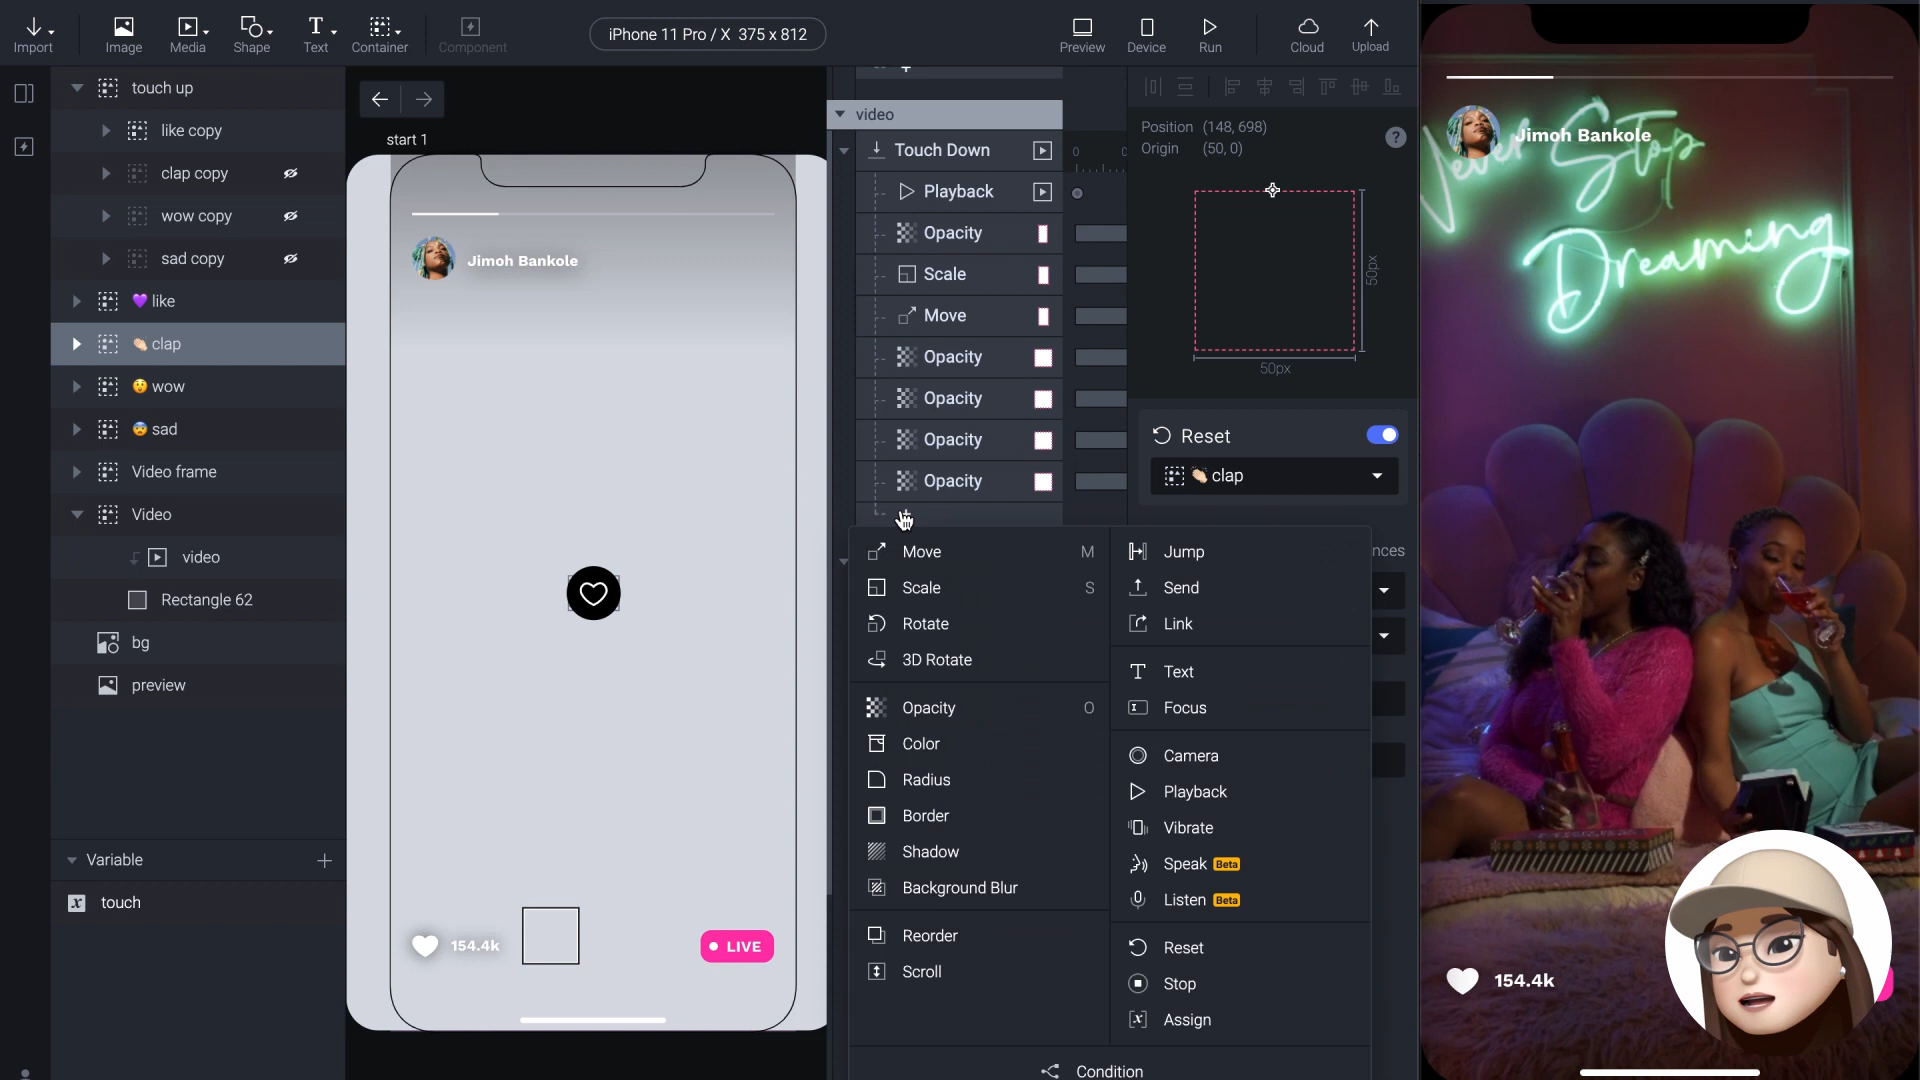 Import
Image
Media
Shape
Text
Container
Component
iPhone 11 Pro / X 375 x 812
Preview
Device
Run
Cloud
Upload
touch up
like copy
clap copy
wow copy
sad copy
💜 like
👏🏻 clap
😲 wow
😨 sad
Video frame
Video
video
Rectangle 62
bg
preview
Variable
touch
start 1
Jimoh Bankole
154.4k
LIVE
video
Touch Down
0
Playback
Opacity
Scale
Move
Opacity
Opacity
Opacity
Opacity
Position (148, 698)
Origin (50, 0)
?
50px
50px
Reset
👏🏻 clap
nces
Move M
Scale S
Rotate
3D Rotate
Opacity O
Color
Radius
Border
Shadow
Background Blur
Reorder
Scroll
Jump
Send
Link
Text
Focus
Camera
Playback
Vibrate
Speak Beta
Listen Beta
Reset
Stop
Assign
Condition
Jimoh Bankole
Never Stop
Dreaming
154.4k